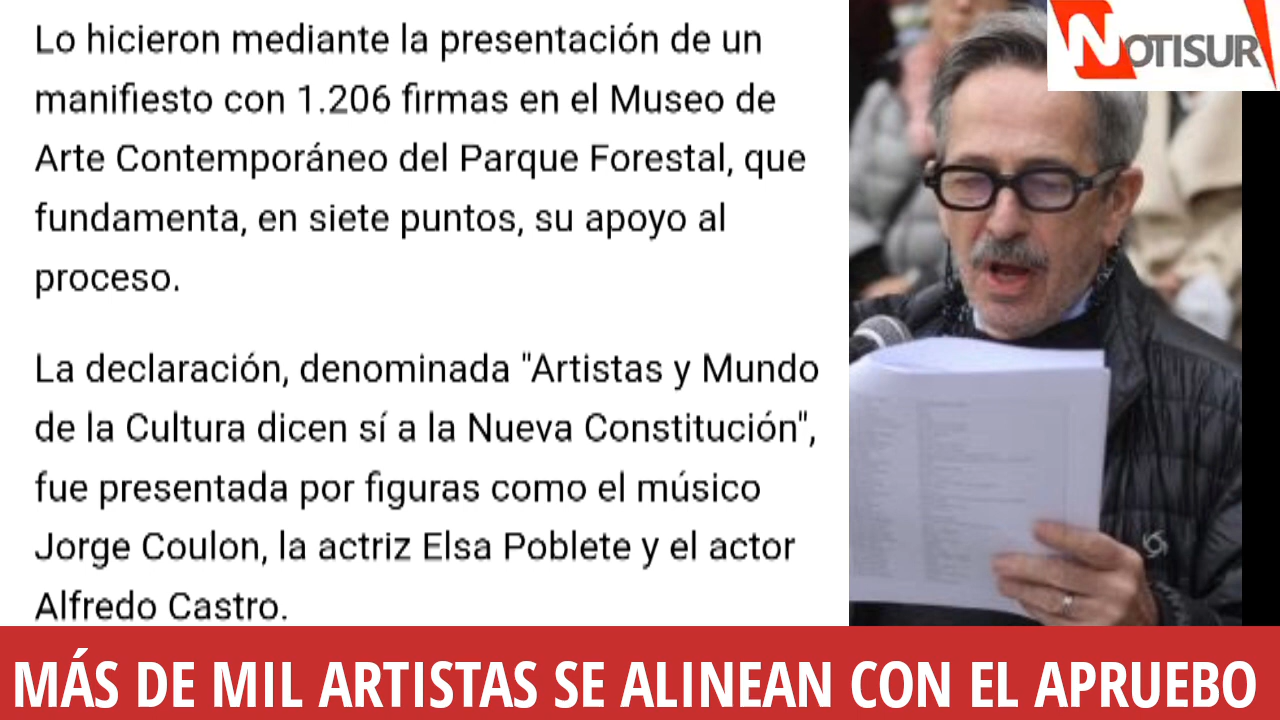 Lo hicieron mediante la presentación de un
manifiesto con 1.206 firmas en el Museo de
Arte Contemporáneo del Parque Forestal, que
fundamenta, en siete puntos, su apoyo al
proceso.
La declaración, denominada "Artistas y Mundo
de la Cultura dicen sí a la Nueva Constitución",
fue presentada por figuras como el músico
Jorge Coulon, la actriz Elsa Poblete y el actor
Alfredo Castro.
NOTISUR
MÁS DE MIL ARTISTAS SE ALINEAN CON EL APRUEBO